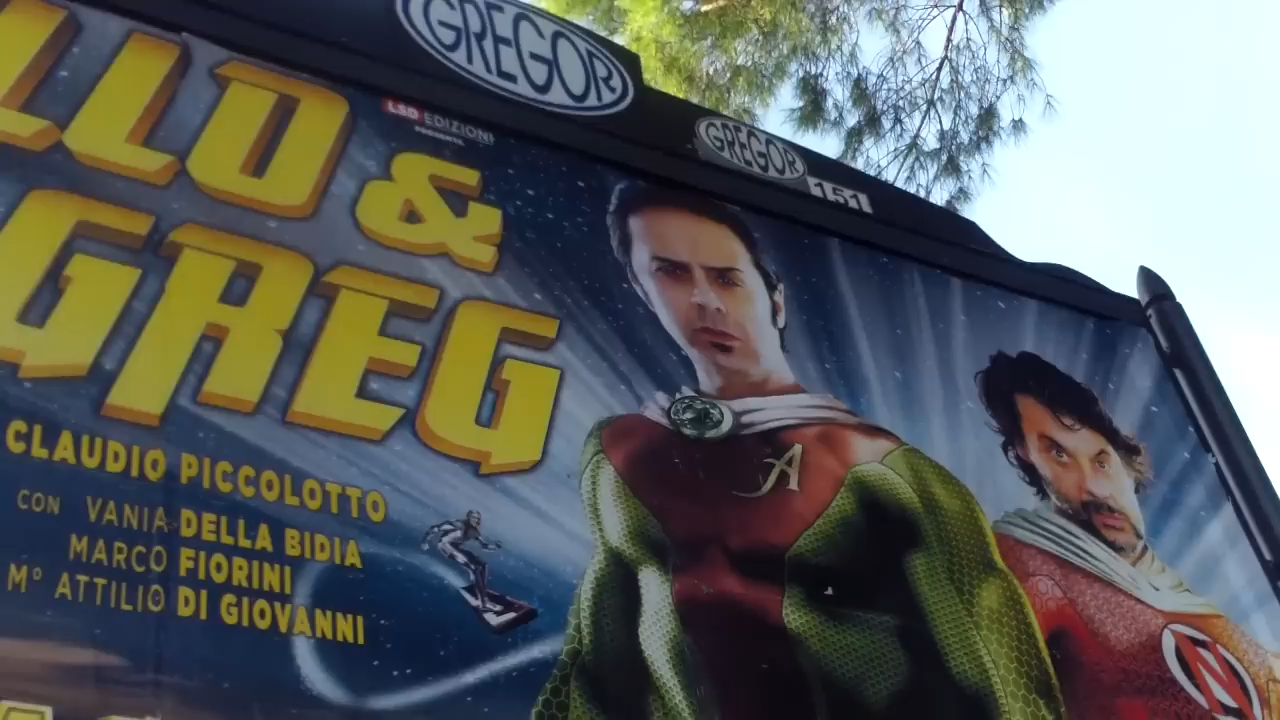 GREGOR
GREGOR
151
LSD EDIZIONI
PRESENTA
LLO &
GREG
CLAUDIO PICCOLOTTO
CON VANIA DELLA BIDIA
MARCO FIORINI
M° ATTILIO DI GIOVANNI
A
N